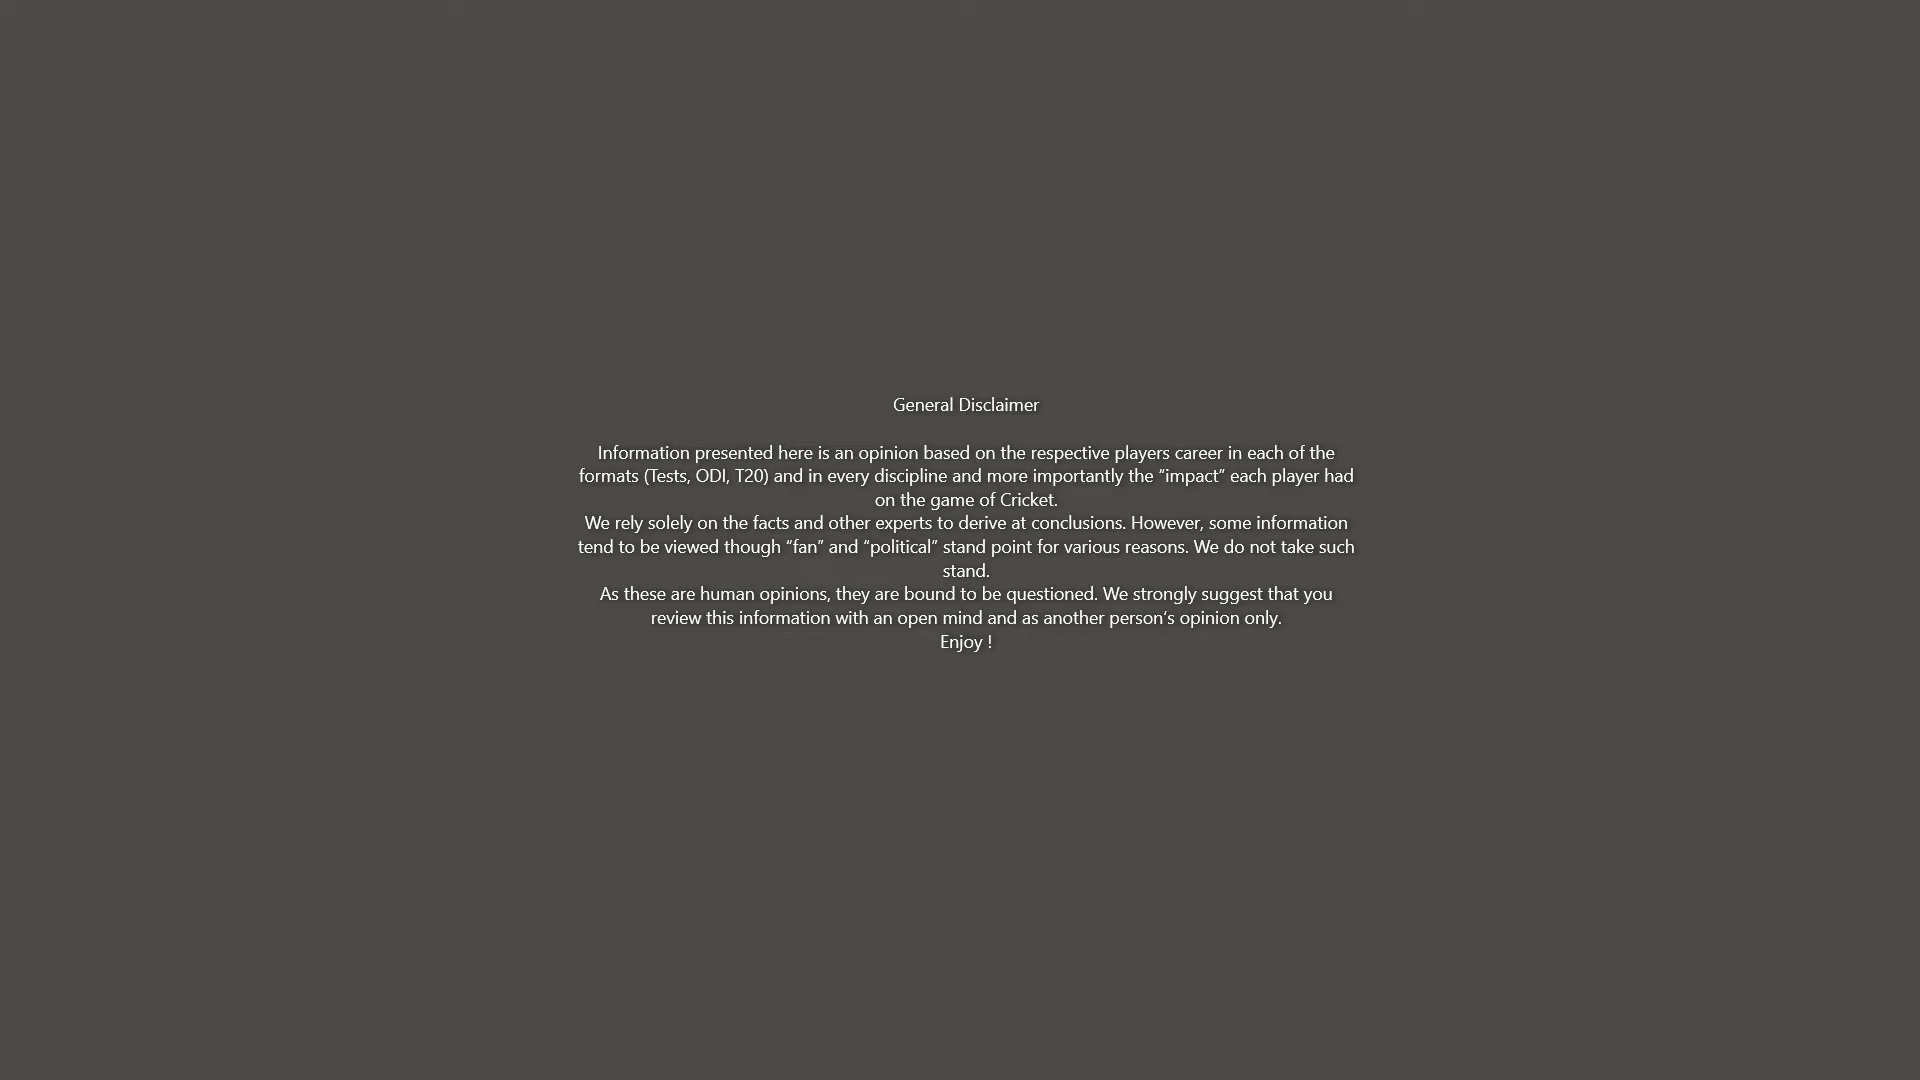 General Disclaimer
Information presented here is an opinion based on the respective players career in each of the
formats (Tests, ODI, T20) and in every discipline and more importantly the “impact” each player had
on the game of Cricket.
We rely solely on the facts and other experts to derive at conclusions. However, some information
tend to be viewed though “fan” and “political” stand point for various reasons. We do not take such
stand.
As these are human opinions, they are bound to be questioned. We strongly suggest that you
review this information with an open mind and as another person’s opinion only.
Enjoy !